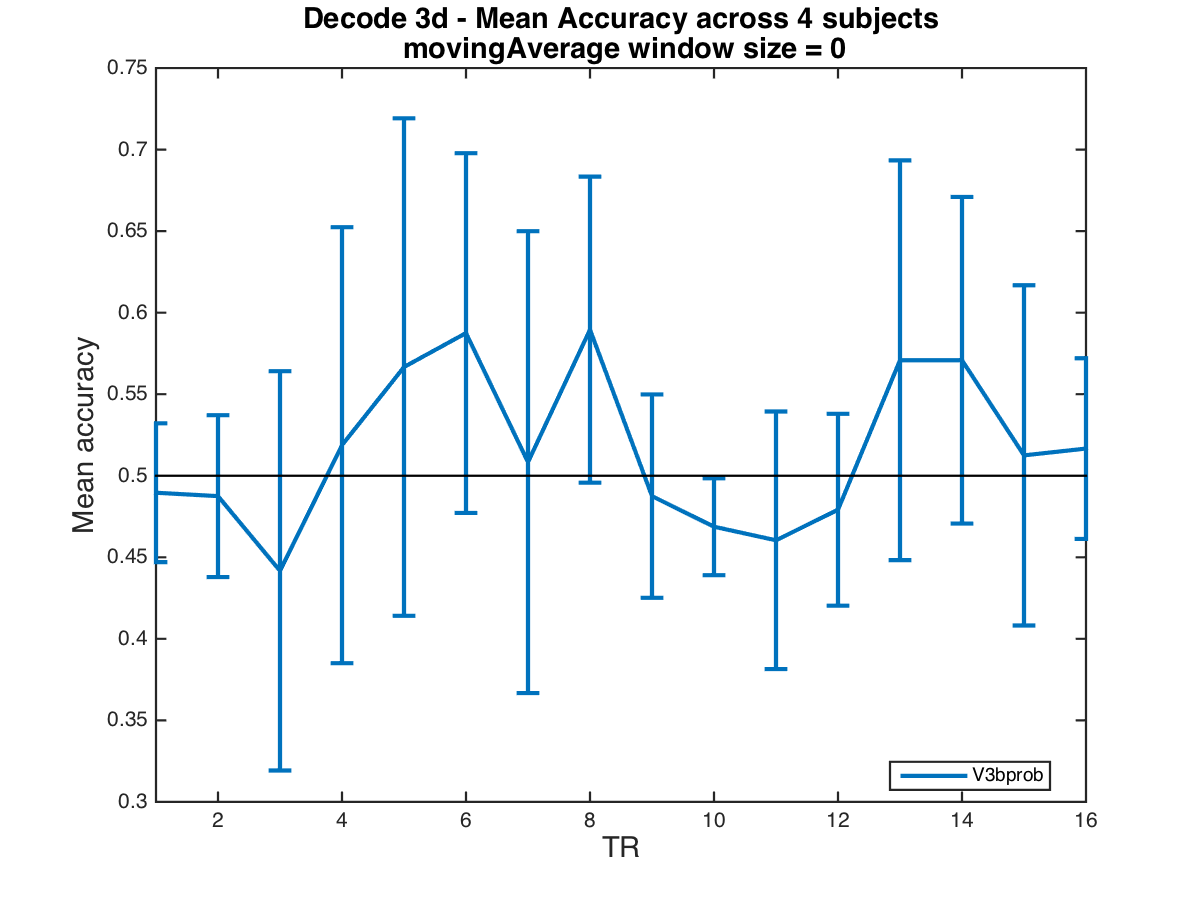 Decode 3d - Mean Accuracy across 4 subjects
movingAverage window size = 0
0.75
0.7
0.65
0.6
0.55
0.5
0.45
0.4
0.35
0.3
Mean accuracy
V3bprob
2 4 6 8 10 12 14 16
TR